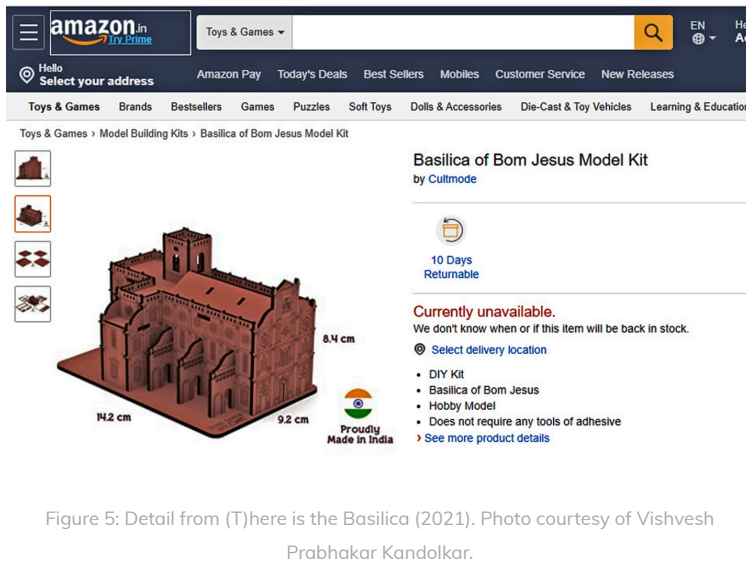 amazon.in
Try Prime
Toys & Games
EN
Hello
Select your address
Amazon Pay Today's Deals Best Sellers Mobiles Customer Service New Releases
Toys & Games Brands Bestsellers Games Puzzles Soft Toys Dolls & Accessories Die-Cast & Toy Vehicles Learning &
Toys & Games › Model Building Kits › Basilica of Bom Jesus Model Kit
Basilica of Bom Jesus Model Kit
by Cultmode
10 Days
Returnable
Currently unavailable.
We don't know when or if this item will be back in stock.
Select delivery location
• DIY Kit
• Basilica of Bom Jesus
• Hobby Model
• Does not require any tools of adhesive
› See more product details
8.4 cm
14.2 cm
9.2 cm
Proudly
Made in India
Figure 5: Detail from (T)here is the Basilica (2021). Photo courtesy of Vishvesh
Prabhakar Kandolkar.